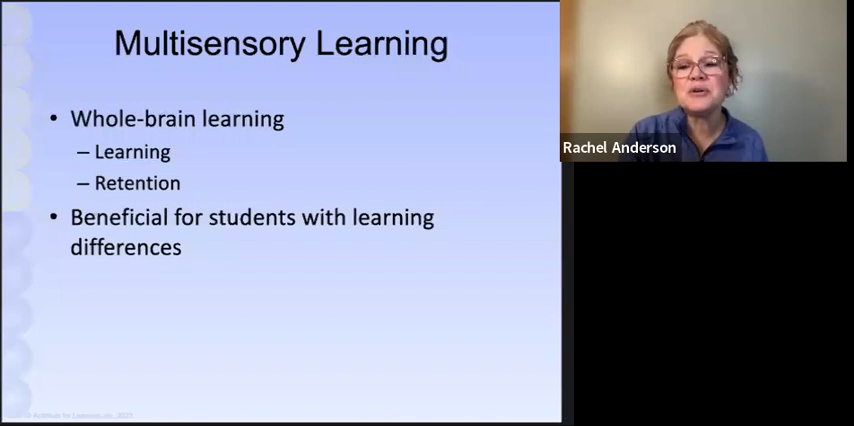 Multisensory Learning
• Whole-brain learning
– Learning
– Retention
• Beneficial for students with learning
differences
Rachel Anderson